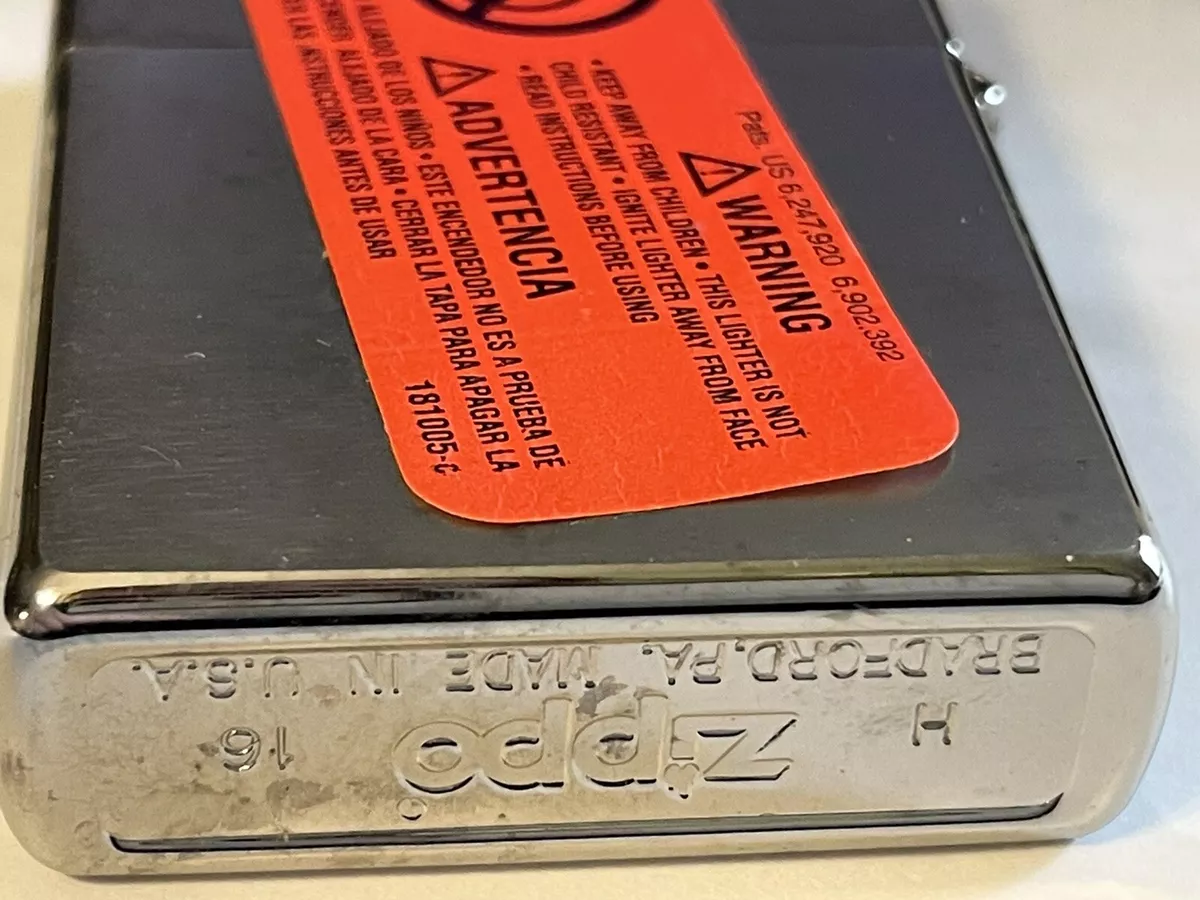 Pats. US 6,247,920 6,902,392
WARNING
• KEEP AWAY FROM CHILDREN • THIS LIGHTER IS NOT
CHILD RESISTANT • IGNITE LIGHTER AWAY FROM FACE
• READ INSTRUCTIONS BEFORE USING
ADVERTENCIA
ALEJADO DE LOS NIÑOS • ESTE ENCENDEDOR NO ES A PRUEBA DE
ALEJADO DE LA CARA • CERRAR LA TAPA PARA APAGAR LA
LAS INSTRUCCIONES ANTES DE USAR
181005-C
H Zippo 16
BRADFORD, PA. MADE IN U.S.A.